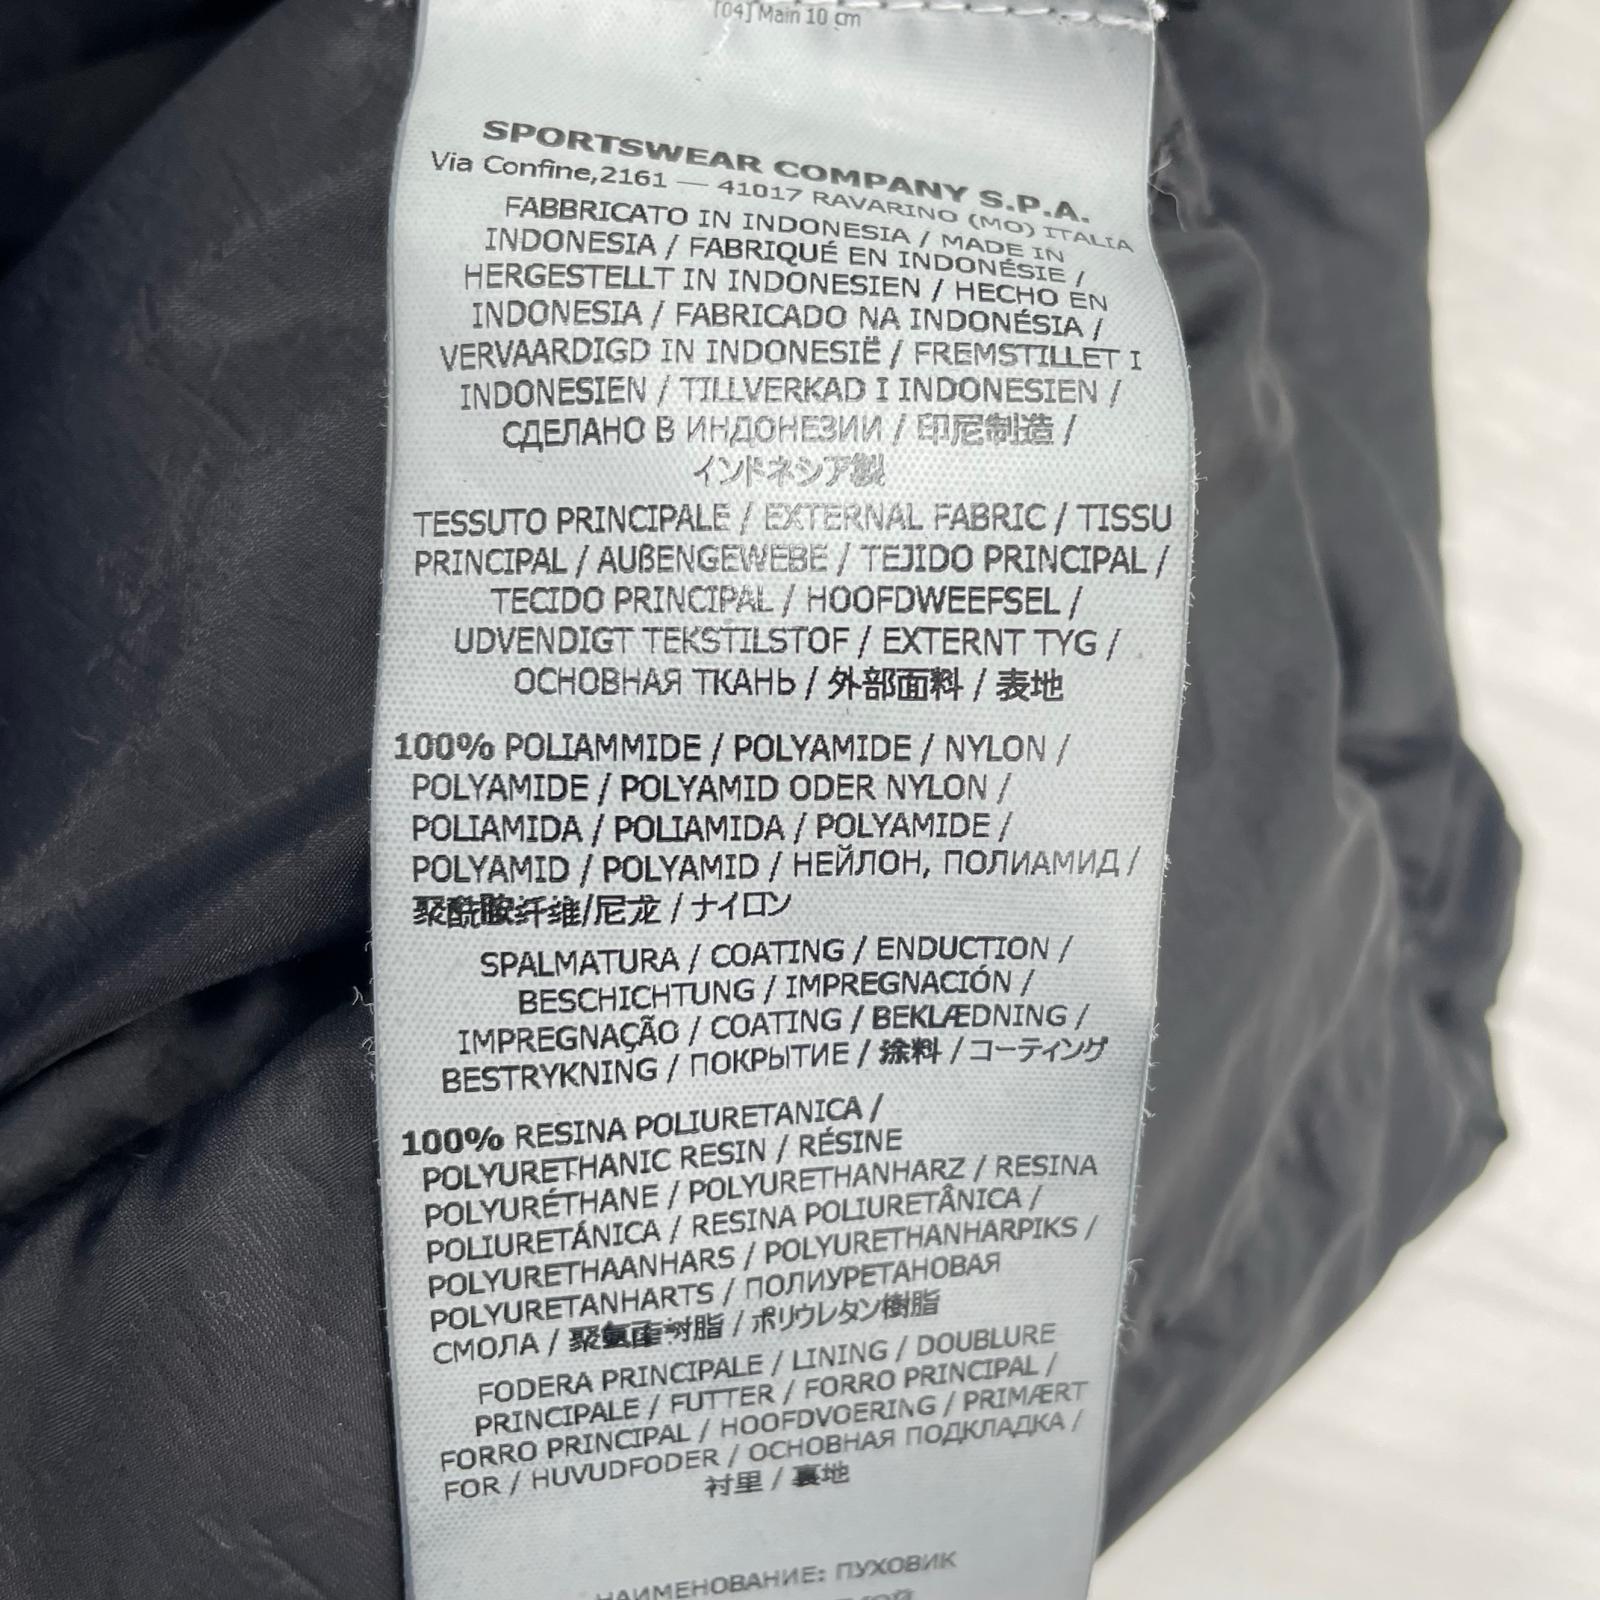 [04] Main 10 cm
SPORTSWEAR COMPANY S.P.A.
Via Confine,2161 — 41017 RAVARINO (MO) ITALIA
FABBRICATO IN INDONESIA / MADE IN
INDONESIA / FABRIQUÉ EN INDONÉSIE /
HERGESTELLT IN INDONESIEN / HECHO EN
INDONESIA / FABRICADO NA INDONÉSIA /
VERVAARDIGD IN INDONESIË / FREMSTILLET I
INDONESIEN / TILLVERKAD I INDONESIEN /
СДЕЛАНО В ИНДОНЕЗИИ / 印尼制造 /
インドネシア製
TESSUTO PRINCIPALE / EXTERNAL FABRIC / TISSU
PRINCIPAL / AUßENGEWEBE / TEJIDO PRINCIPAL /
TECIDO PRINCIPAL / HOOFDWEEFSEL /
UDVENDIGT TEKSTILSTOF / EXTERNT TYG /
ОСНОВНАЯ ТКАНЬ / 外部面料 / 表地
100% POLIAMMIDE / POLYAMIDE / NYLON /
POLYAMIDE / POLYAMID ODER NYLON /
POLIAMIDA / POLIAMIDA / POLYAMIDE /
POLYAMID / POLYAMID / НЕЙЛОН, ПОЛИАМИД /
聚酰胺纤维/尼龙 / ナイロン
SPALMATURA / COATING / ENDUCTION /
BESCHICHTUNG / IMPREGNACIÓN /
IMPREGNAÇÃO / COATING / BEKLÆDNING /
BESTRYKNING / ПОКРЫТИЕ / 涂料 / コーティング
100% RESINA POLIURETANICA /
POLYURETHANIC RESIN / RÉSINE
POLYURÉTHANE / POLYURETHANHARZ / RESINA
POLIURETÁNICA / RESINA POLIURETÂNICA /
POLYURETHAANHARS / POLYURETHANHARPIKS /
POLYURETANHARTS / ПОЛИУРЕТАНОВАЯ
СМОЛА / 聚氨酯树脂 / ポリウレタン樹脂
FODERA PRINCIPALE / LINING / DOUBLURE
PRINCIPALE / FUTTER / FORRO PRINCIPAL /
FORRO PRINCIPAL / HOOFDVOERING / PRIMÆRT
FOR / HUVUDFODER / ОСНОВНАЯ ПОДКЛАДКА /
衬里 / 裏地
НАИМЕНОВАНИЕ: ПУХОВИК